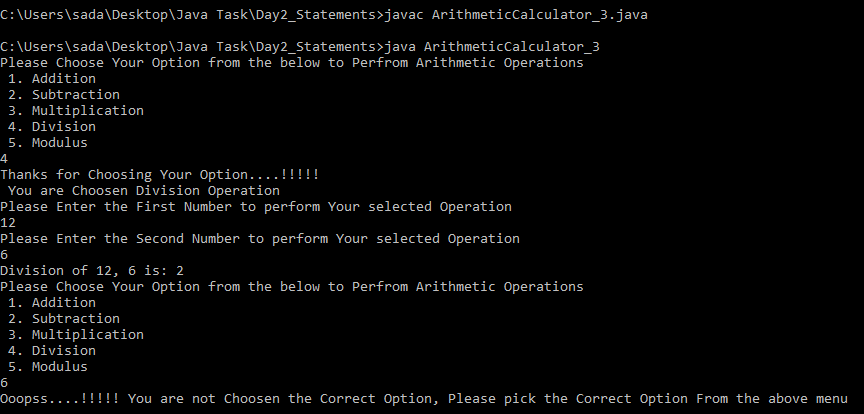 C:\Users\sada\Desktop\Java Task\Day2_Statements>javac ArithmeticCalculator_3.java
C:\Users\sada\Desktop\Java Task\Day2_Statements>java ArithmeticCalculator_3
Please Choose Your Option from the below to Perfrom Arithmetic Operations
1. Addition
2. Subtraction
3. Multiplication
4. Division
5. Modulus
4
Thanks for Choosing Your Option....!!!!!
You are Choosen Division Operation
Please Enter the First Number to perform Your selected Operation
12
Please Enter the Second Number to perform Your selected Operation
6
Division of 12, 6 is: 2
Please Choose Your Option from the below to Perfrom Arithmetic Operations
1. Addition
2. Subtraction
3. Multiplication
4. Division
5. Modulus
6
Ooopss....!!!!! You are not Choosen the Correct Option, Please pick the Correct Option From the above menu